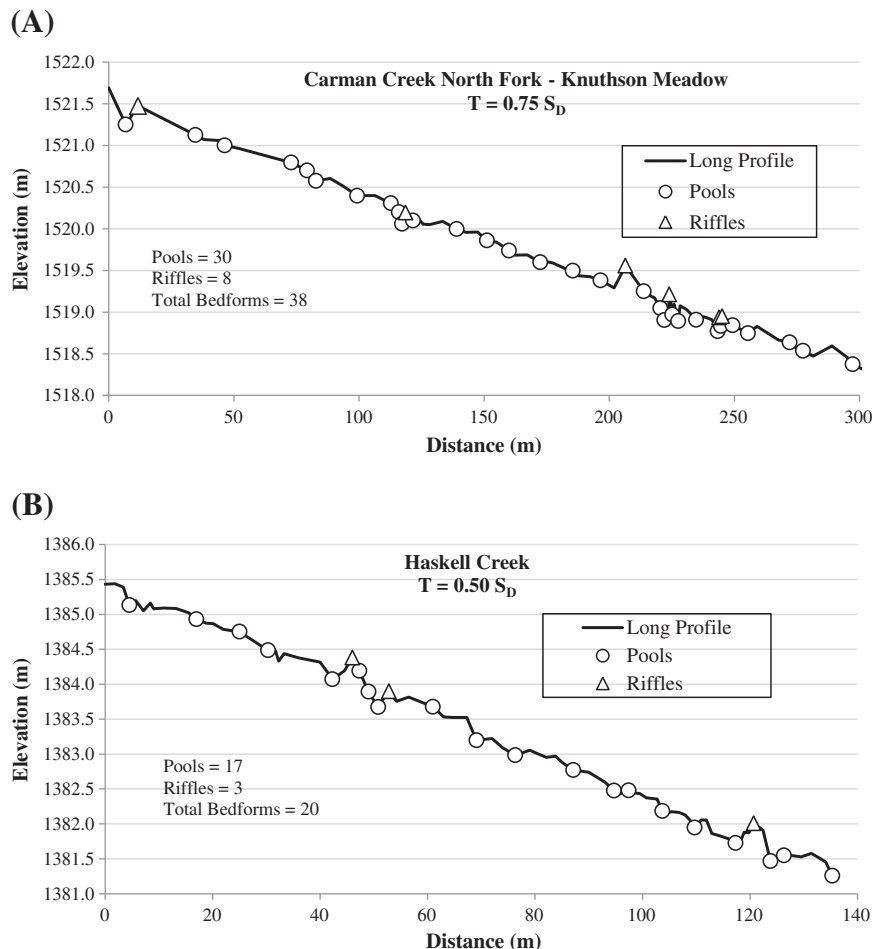 (A)
Carman Creek North Fork - Knuthson Meadow
T = 0.75 S_D
Elevation (m)
1522.0
1521.5
1521.0
1520.5
1520.0
1519.5
1519.0
1518.5
1518.0
Long Profile
Pools
Riffles
Pools = 30
Riffles = 8
Total Bedforms = 38
0 50 100 150 200 250 300
Distance (m)
(B)
Haskell Creek
T = 0.50 S_D
Elevation (m)
1386.0
1385.5
1385.0
1384.5
1384.0
1383.5
1383.0
1382.5
1382.0
1381.5
1381.0
Long Profile
Pools
Riffles
Pools = 17
Riffles = 3
Total Bedforms = 20
0 20 40 60 80 100 120 140
Distance (m)